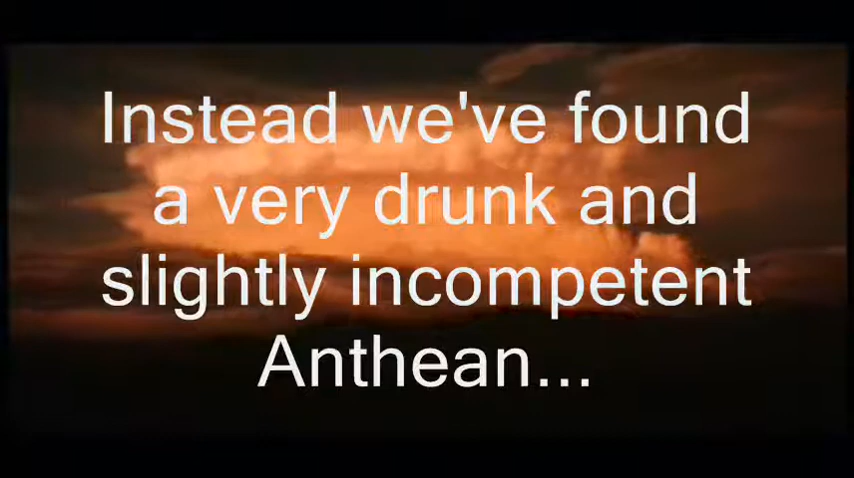 Instead we've found
a very drunk and
slightly incompetent
Anthean...